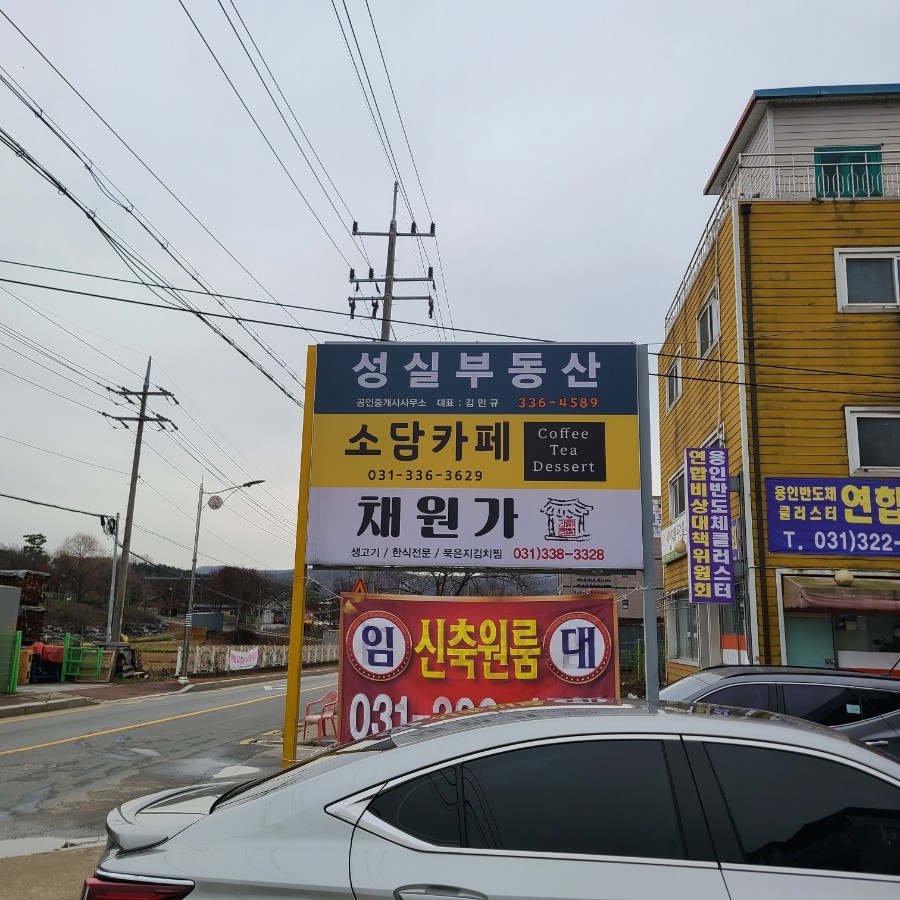 성실부동산
공인중개사사무소 대표 : 김민규 336-4589
소담카페
Coffee
Tea
Dessert
031-336-3629
채원가
생고기 / 한식전문 / 묵은지김치찜 031)338-3328
임 신축원룸 대
031-
용인반도체클러스터
연합비상대책위원회
용인반도체
클러스터 연합
T. 031)322-